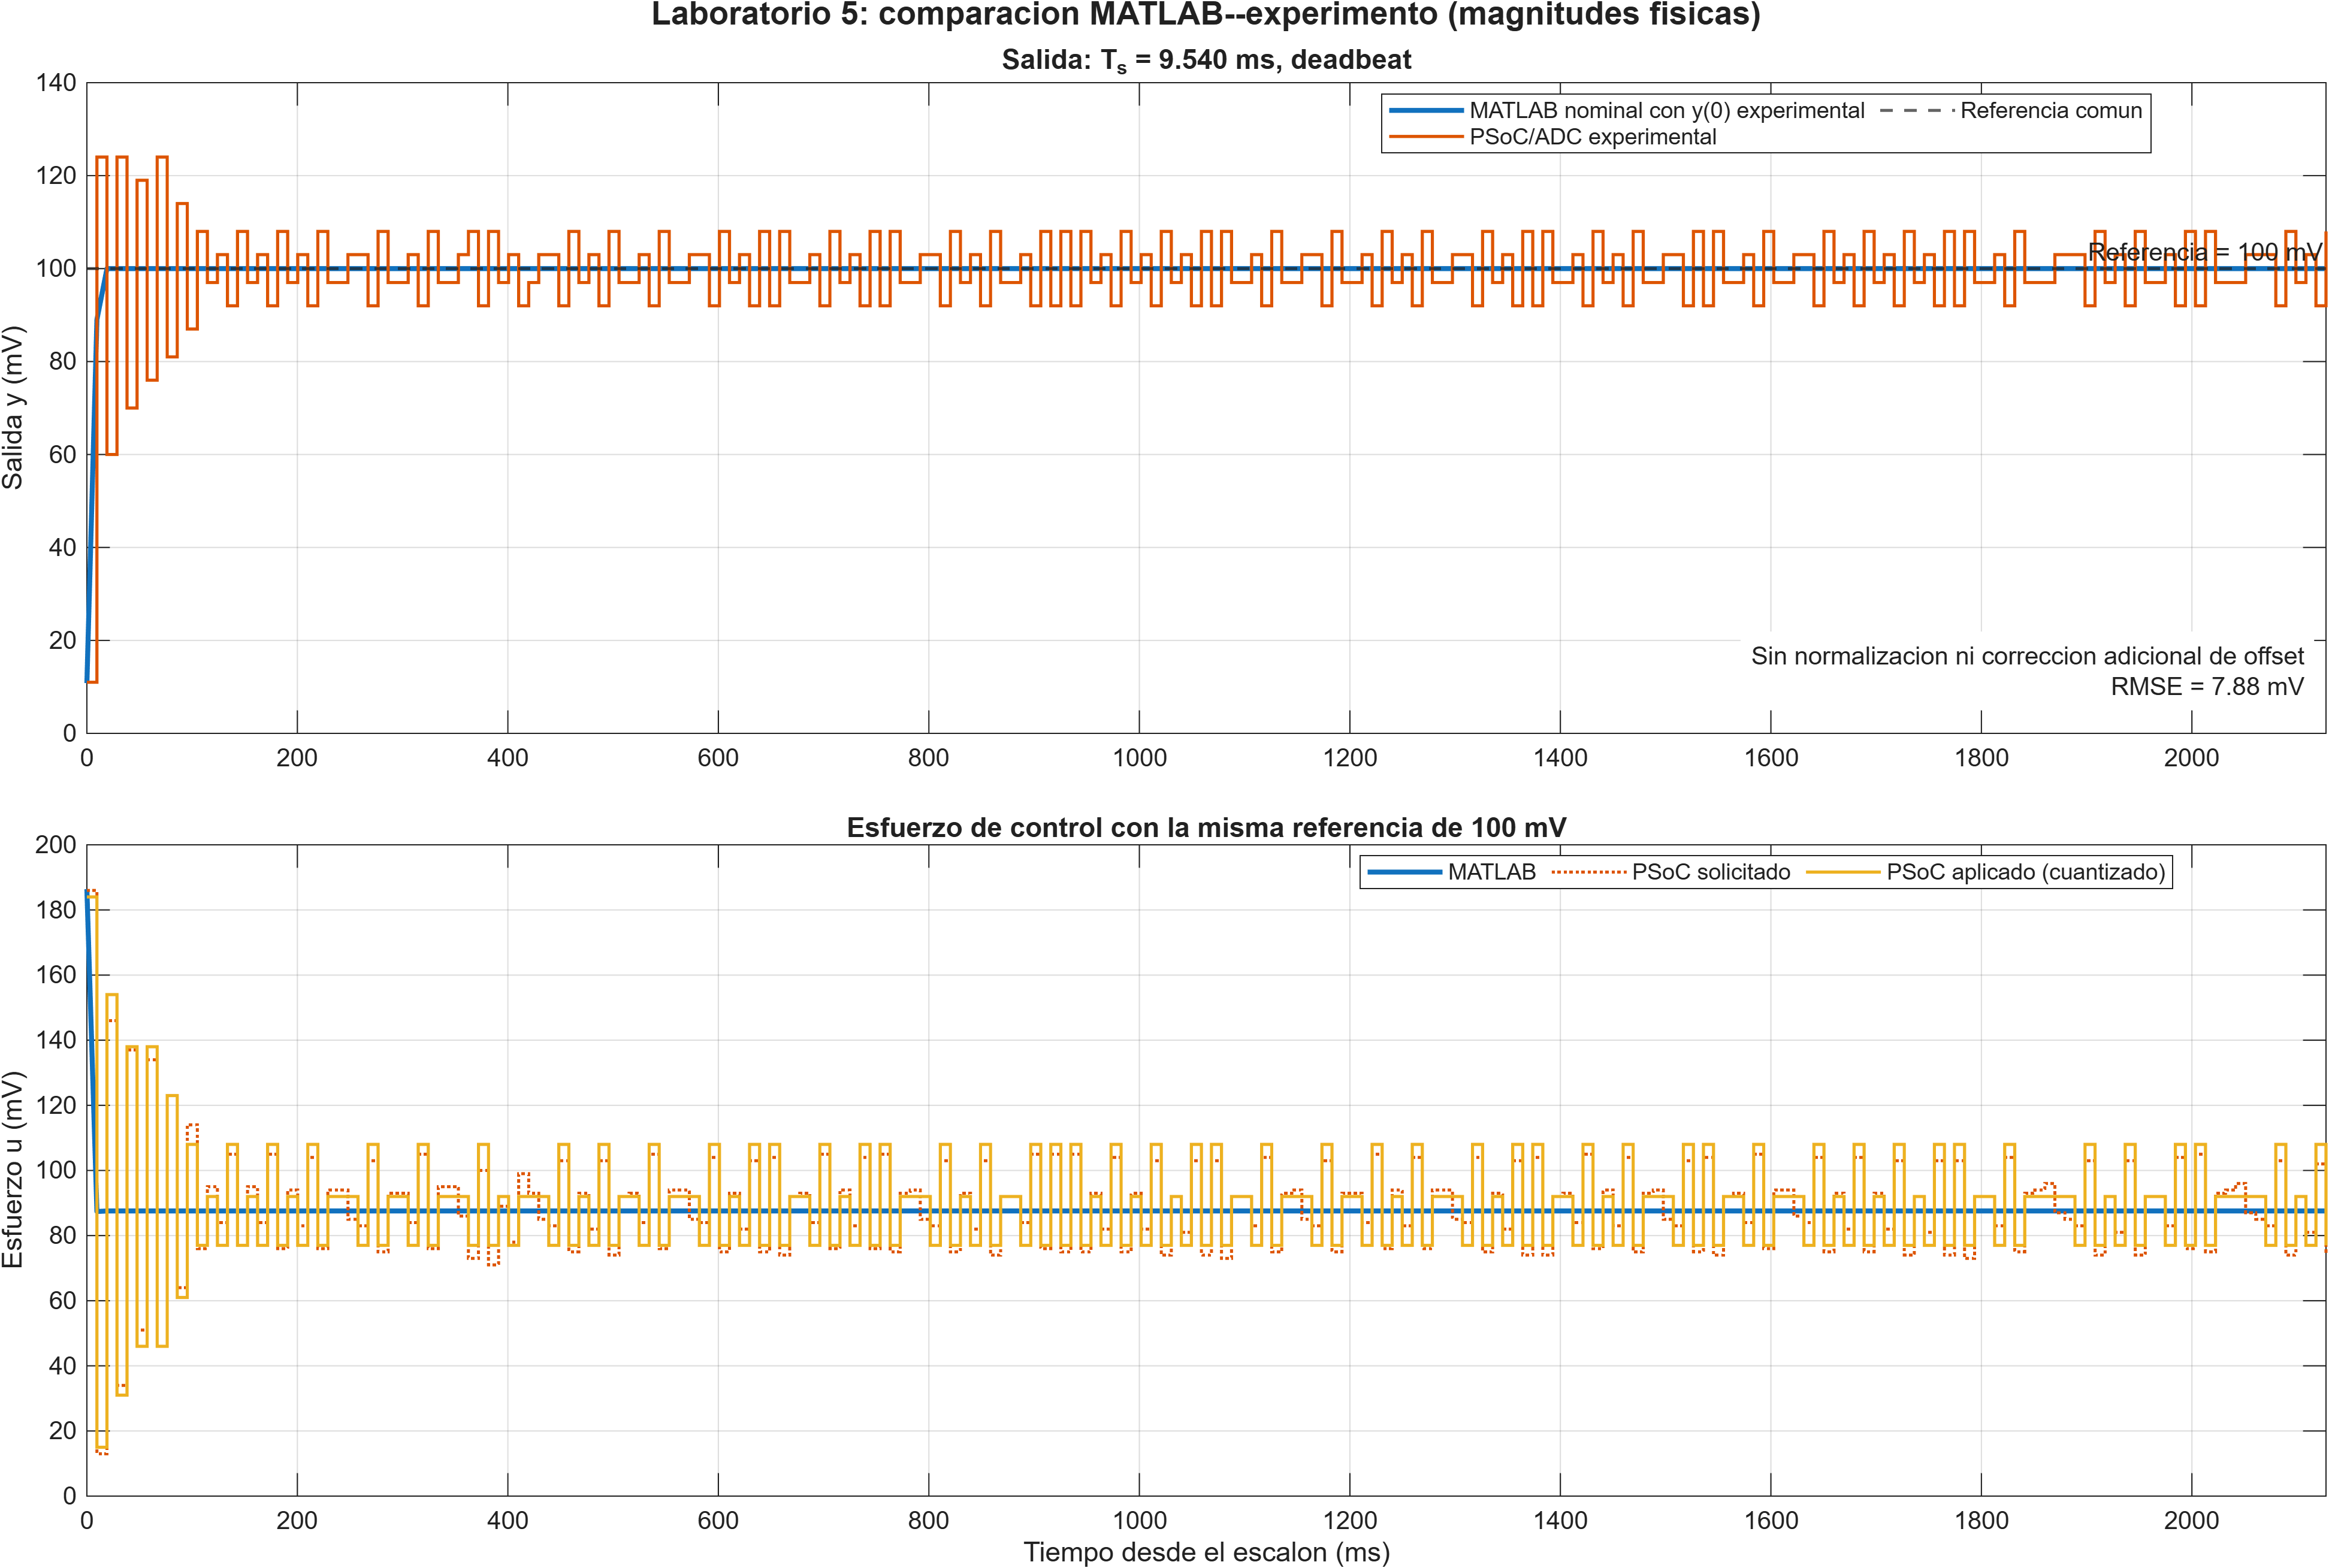 Laboratorio 5: comparacion MATLAB--experimento (magnitudes fisicas)
Salida: Ts = 9.540 ms, deadbeat
140
120
100
80
60
40
20
0
Salida y (mV)
MATLAB nominal con y(0) experimental
Referencia comun
PSoC/ADC experimental
Referencia = 100 mV
Sin normalizacion ni correccion adicional de offset
RMSE = 7.88 mV
0 200 400 600 800 1000 1200 1400 1600 1800 2000
Esfuerzo de control con la misma referencia de 100 mV
200
180
160
140
120
100
80
60
40
20
0
Esfuerzo u (mV)
MATLAB
PSoC solicitado
PSoC aplicado (cuantizado)
0 200 400 600 800 1000 1200 1400 1600 1800 2000
Tiempo desde el escalon (ms)